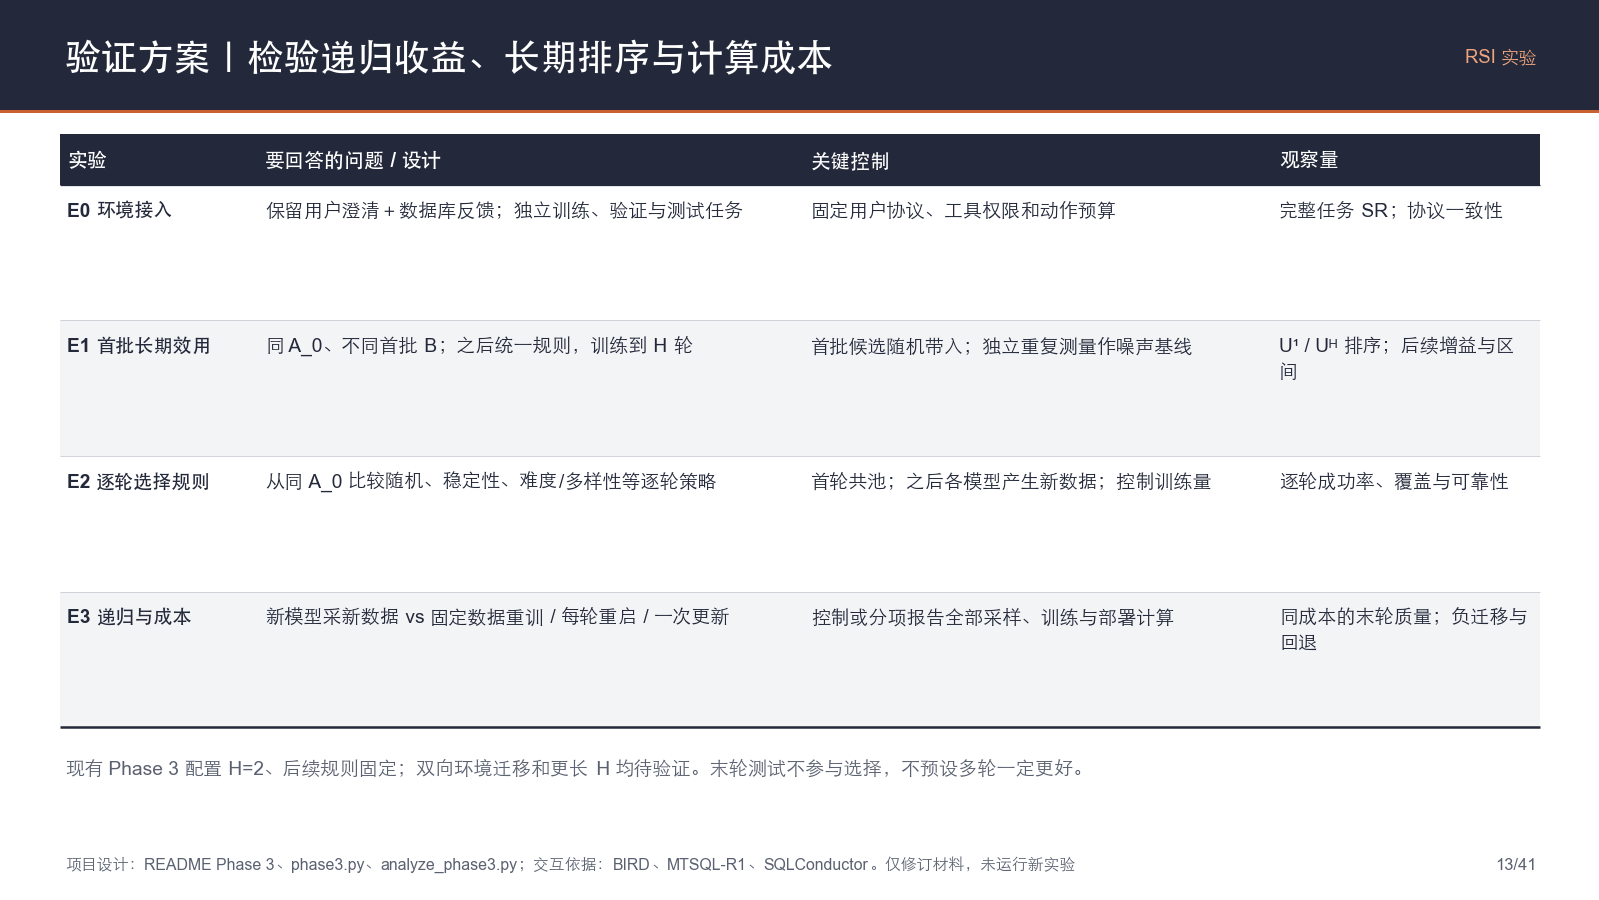 验证方案丨检验递归收益、长期排序与计算成本
RSI 实验
实验 要回答的问题 / 设计 关键控制 观察量
E0 环境接入 保留用户澄清 + 数据库反馈；独立训练、验证与测试任务 固定用户协议、工具权限和动作预算 完整任务 SR；协议一致性
E1 首批长期效用 同 A_0、不同首批 B；之后统一规则，训练到 H 轮 首批候选随机带入；独立重复测量作噪声基线 U¹ / Uᴴ 排序；后续增益与区
间
E2 逐轮选择规则 从同 A_0 比较随机、稳定性、难度/多样性等逐轮策略 首轮共池；之后各模型产生新数据；控制训练量 逐轮成功率、覆盖与可靠性
E3 递归与成本 新模型采新数据 vs 固定数据重训 / 每轮重启 / 一次更新 控制或分项报告全部采样、训练与部署计算 同成本的末轮质量；负迁移与
回退
现有 Phase 3 配置 H=2、后续规则固定；双向环境迁移和更长 H 均待验证。末轮测试不参与选择，不预设多轮一定更好。
项目设计：README Phase 3、phase3.py、analyze_phase3.py；交互依据：BIRD、MTSQL-R1、SQLConductor。仅修订材料，未运行新实验
13/41